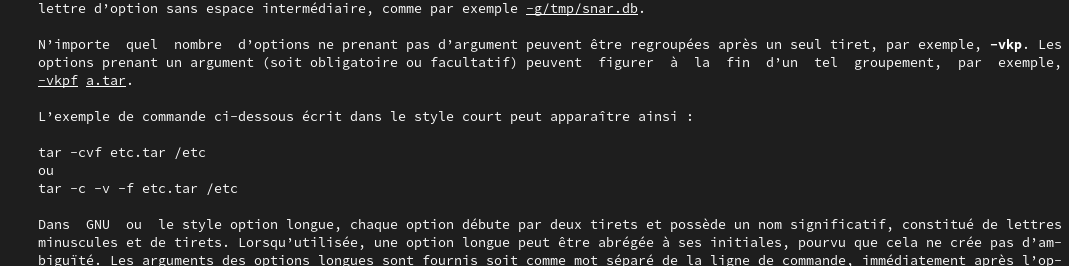 lettre d’option sans espace intermédiaire, comme par exemple -g/tmp/snar.db.
N’importe quel nombre d’options ne prenant pas d’argument peuvent être regroupées après un seul tiret, par exemple, -vkp. Les
options prenant un argument (soit obligatoire ou facultatif) peuvent figurer à la fin d’un tel groupement, par exemple,
-vkpf a.tar.
L’exemple de commande ci-dessous écrit dans le style court peut apparaître ainsi :
tar -cvf etc.tar /etc
ou
tar -c -v -f etc.tar /etc
Dans GNU ou le style option longue, chaque option débute par deux tirets et possède un nom significatif, constitué de lettres
minuscules et de tirets. Lorsqu’utilisée, une option longue peut être abrégée à ses initiales, pourvu que cela ne crée pas d’am-
biguïté. Les arguments des options longues sont fournis soit comme mot séparé de la ligne de commande, immédiatement après l’op-